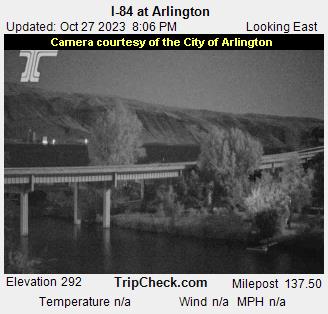 I-84 at Arlington
Updated: Oct 27 2023 8:06 PM Looking East
Camera courtesy of the City of Arlington
Elevation 292 TripCheck.com Milepost 137.50
Temperature n/a Wind n/a MPH n/a